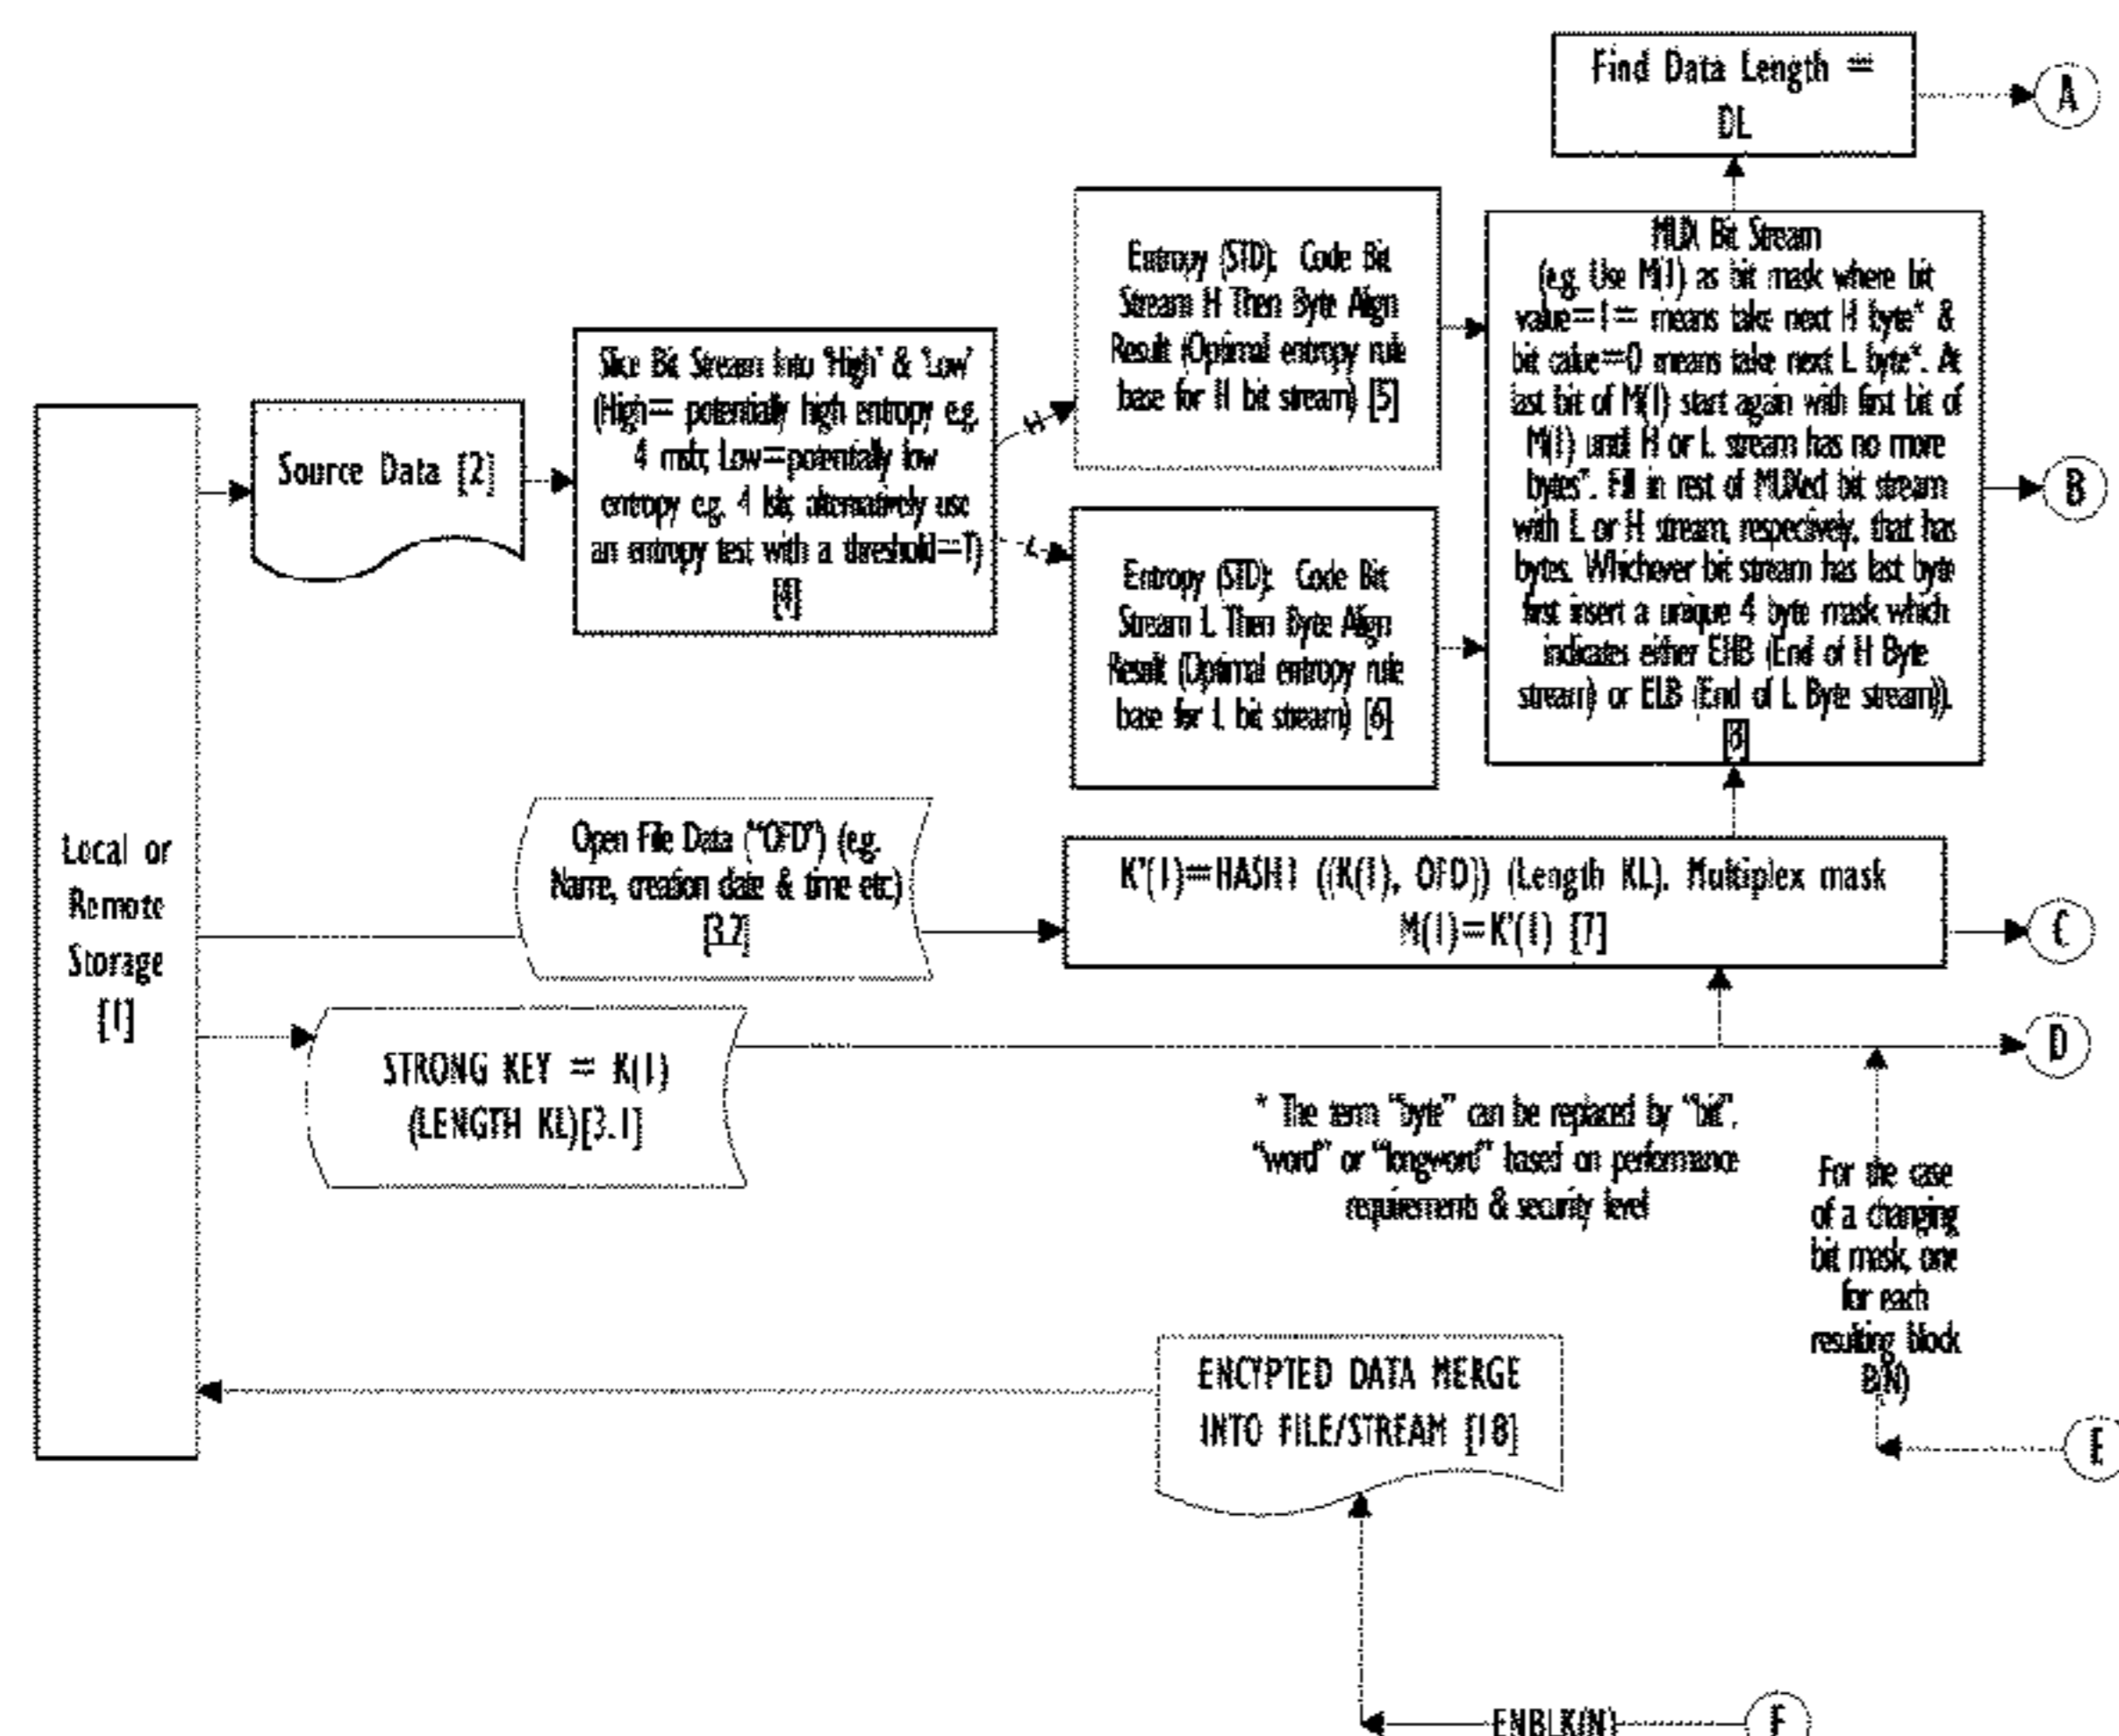 Find Data Length =
DL
A
MUX Bit Stream
(e.g. Use M(1) as bit mask where bit
value=1= means take next H byte* &
bit calue=0 means take next L byte*. At
last bit of M(1) start again with first bit of
M(1) until H or L stream has no more
bytes*. Fill in rest of MUXed bit stream
with L or H stream, respecively, that has
bytes. Whichever bit stream has last byte
first insert a unique 4 byte mask which
indicates either EHB (End of H Byte
stream) or ELB (End of L Byte stream)).
[8]
B
Entropy (STD): Code Bit
Stream H Then Byte Align
Result (Optimal entropy rule
base for H bit stream) [5]
Slice Bit Stream Into 'High' & 'Low'
(High= potentially high entropy e.g.
4 msb; Low=potentially low
entropy e.g. 4 lsb; alternatively use
an entropy test with a threshold=T)
[4]
H
L
Source Data [2]
Entropy (STD): Code Bit
Stream L Then Byte Align
Result (Optimal entropy rule
base for L bit stream) [6]
Local or
Remote
Storage
[1]
Open File Data ("OFD") (e.g.
Name, creation date & time etc)
[3.2]
K'(1)=HASH1 ((K(1), OFD)) (Length KL). Multiplex mask
M(1)=K'(1) [7]
C
STRONG KEY = K(1)
(LENGTH KL)[3.1]
D
* The term "byte" can be replaced by "bit",
"word" or "longword" based on performance
requirements & security level
For the case
of a changing
bit mask, one
for each
resulting block
B(N)
E
ENCYPTED DATA MERGE
INTO FILE/STREAM [18]
ENBLK(N)
F